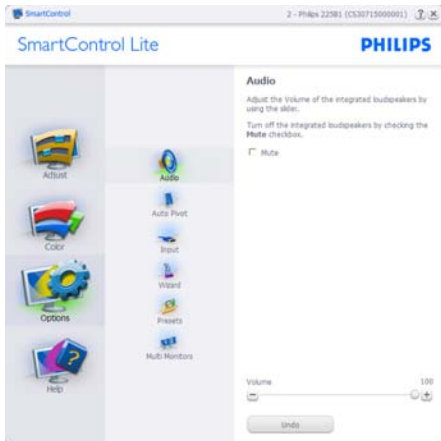 SmartControl
2 - Philips 225B1 (CS30715000001)
SmartControl Lite
PHILIPS
Adjust
Color
Options
Help
Audio
Auto Pivot
Input
Wizard
Presets
Multi Monitors
Audio
Adjust the Volume of the integrated loudspeakers by
using the slider.
Turn off the integrated loudspeakers by checking the
Mute checkbox.
Mute
Volume
100
Undo